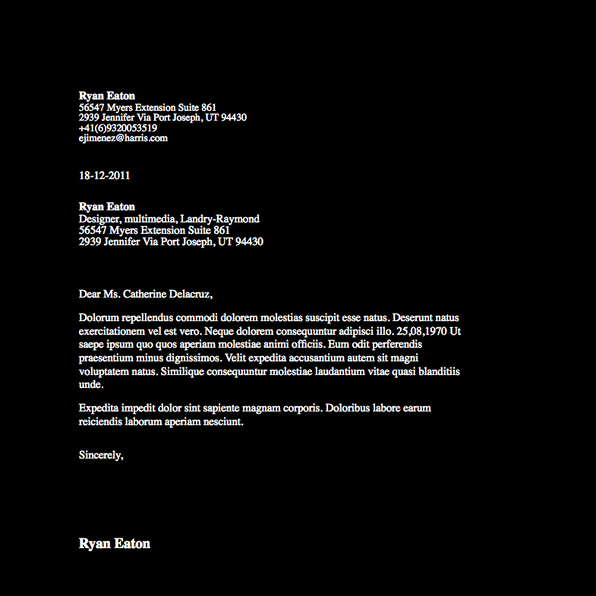 Ryan Eaton
56547 Myers Extension Suite 861
2939 Jennifer Via Port Joseph, UT 94430
+41(6)9320053519
ejimenez@harris.com
18-12-2011
Ryan Eaton
Designer, multimedia, Landry-Raymond
56547 Myers Extension Suite 861
2939 Jennifer Via Port Joseph, UT 94430
Dear Ms. Catherine Delacruz,
Dolorum repellendus commodi dolorem molestias suscipit esse natus. Deserunt natus
exercitationem vel est vero. Neque dolorem consequuntur adipisci illo. 25,08,1970 Ut
saepe ipsum quo quos aperiam molestiae animi officiis. Eum odit perferendis
praesentium minus dignissimos. Velit expedita accusantium autem sit magni
voluptatem natus. Similique consequuntur molestiae laudantium vitae quasi blanditiis
unde.
Expedita impedit dolor sint sapiente magnam corporis. Doloribus labore earum
reiciendis laborum aperiam nesciunt.
Sincerely,
Ryan Eaton